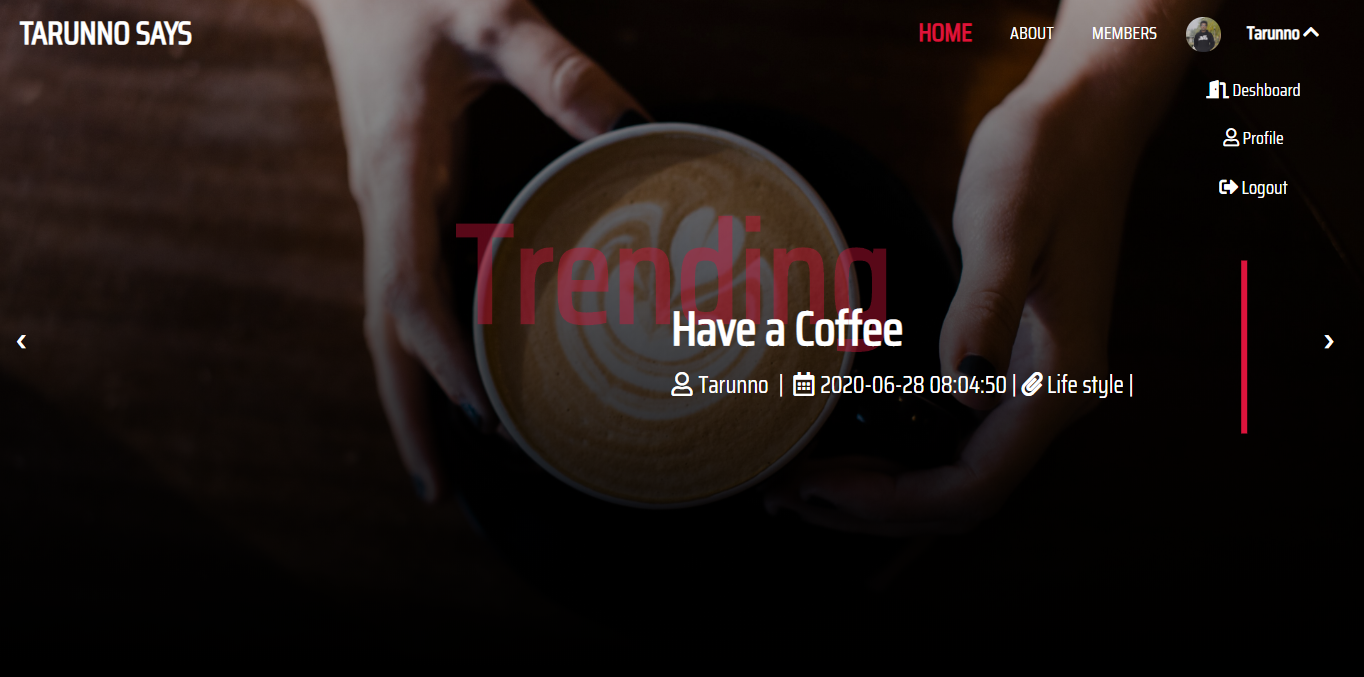 TARUNNO SAYS HOME ABOUT MEMBERS Tarunno
Deshboard
Profile
Logout
Trending
Have a Coffee
Tarunno | 2020-06-28 08:04:50 | Life style |